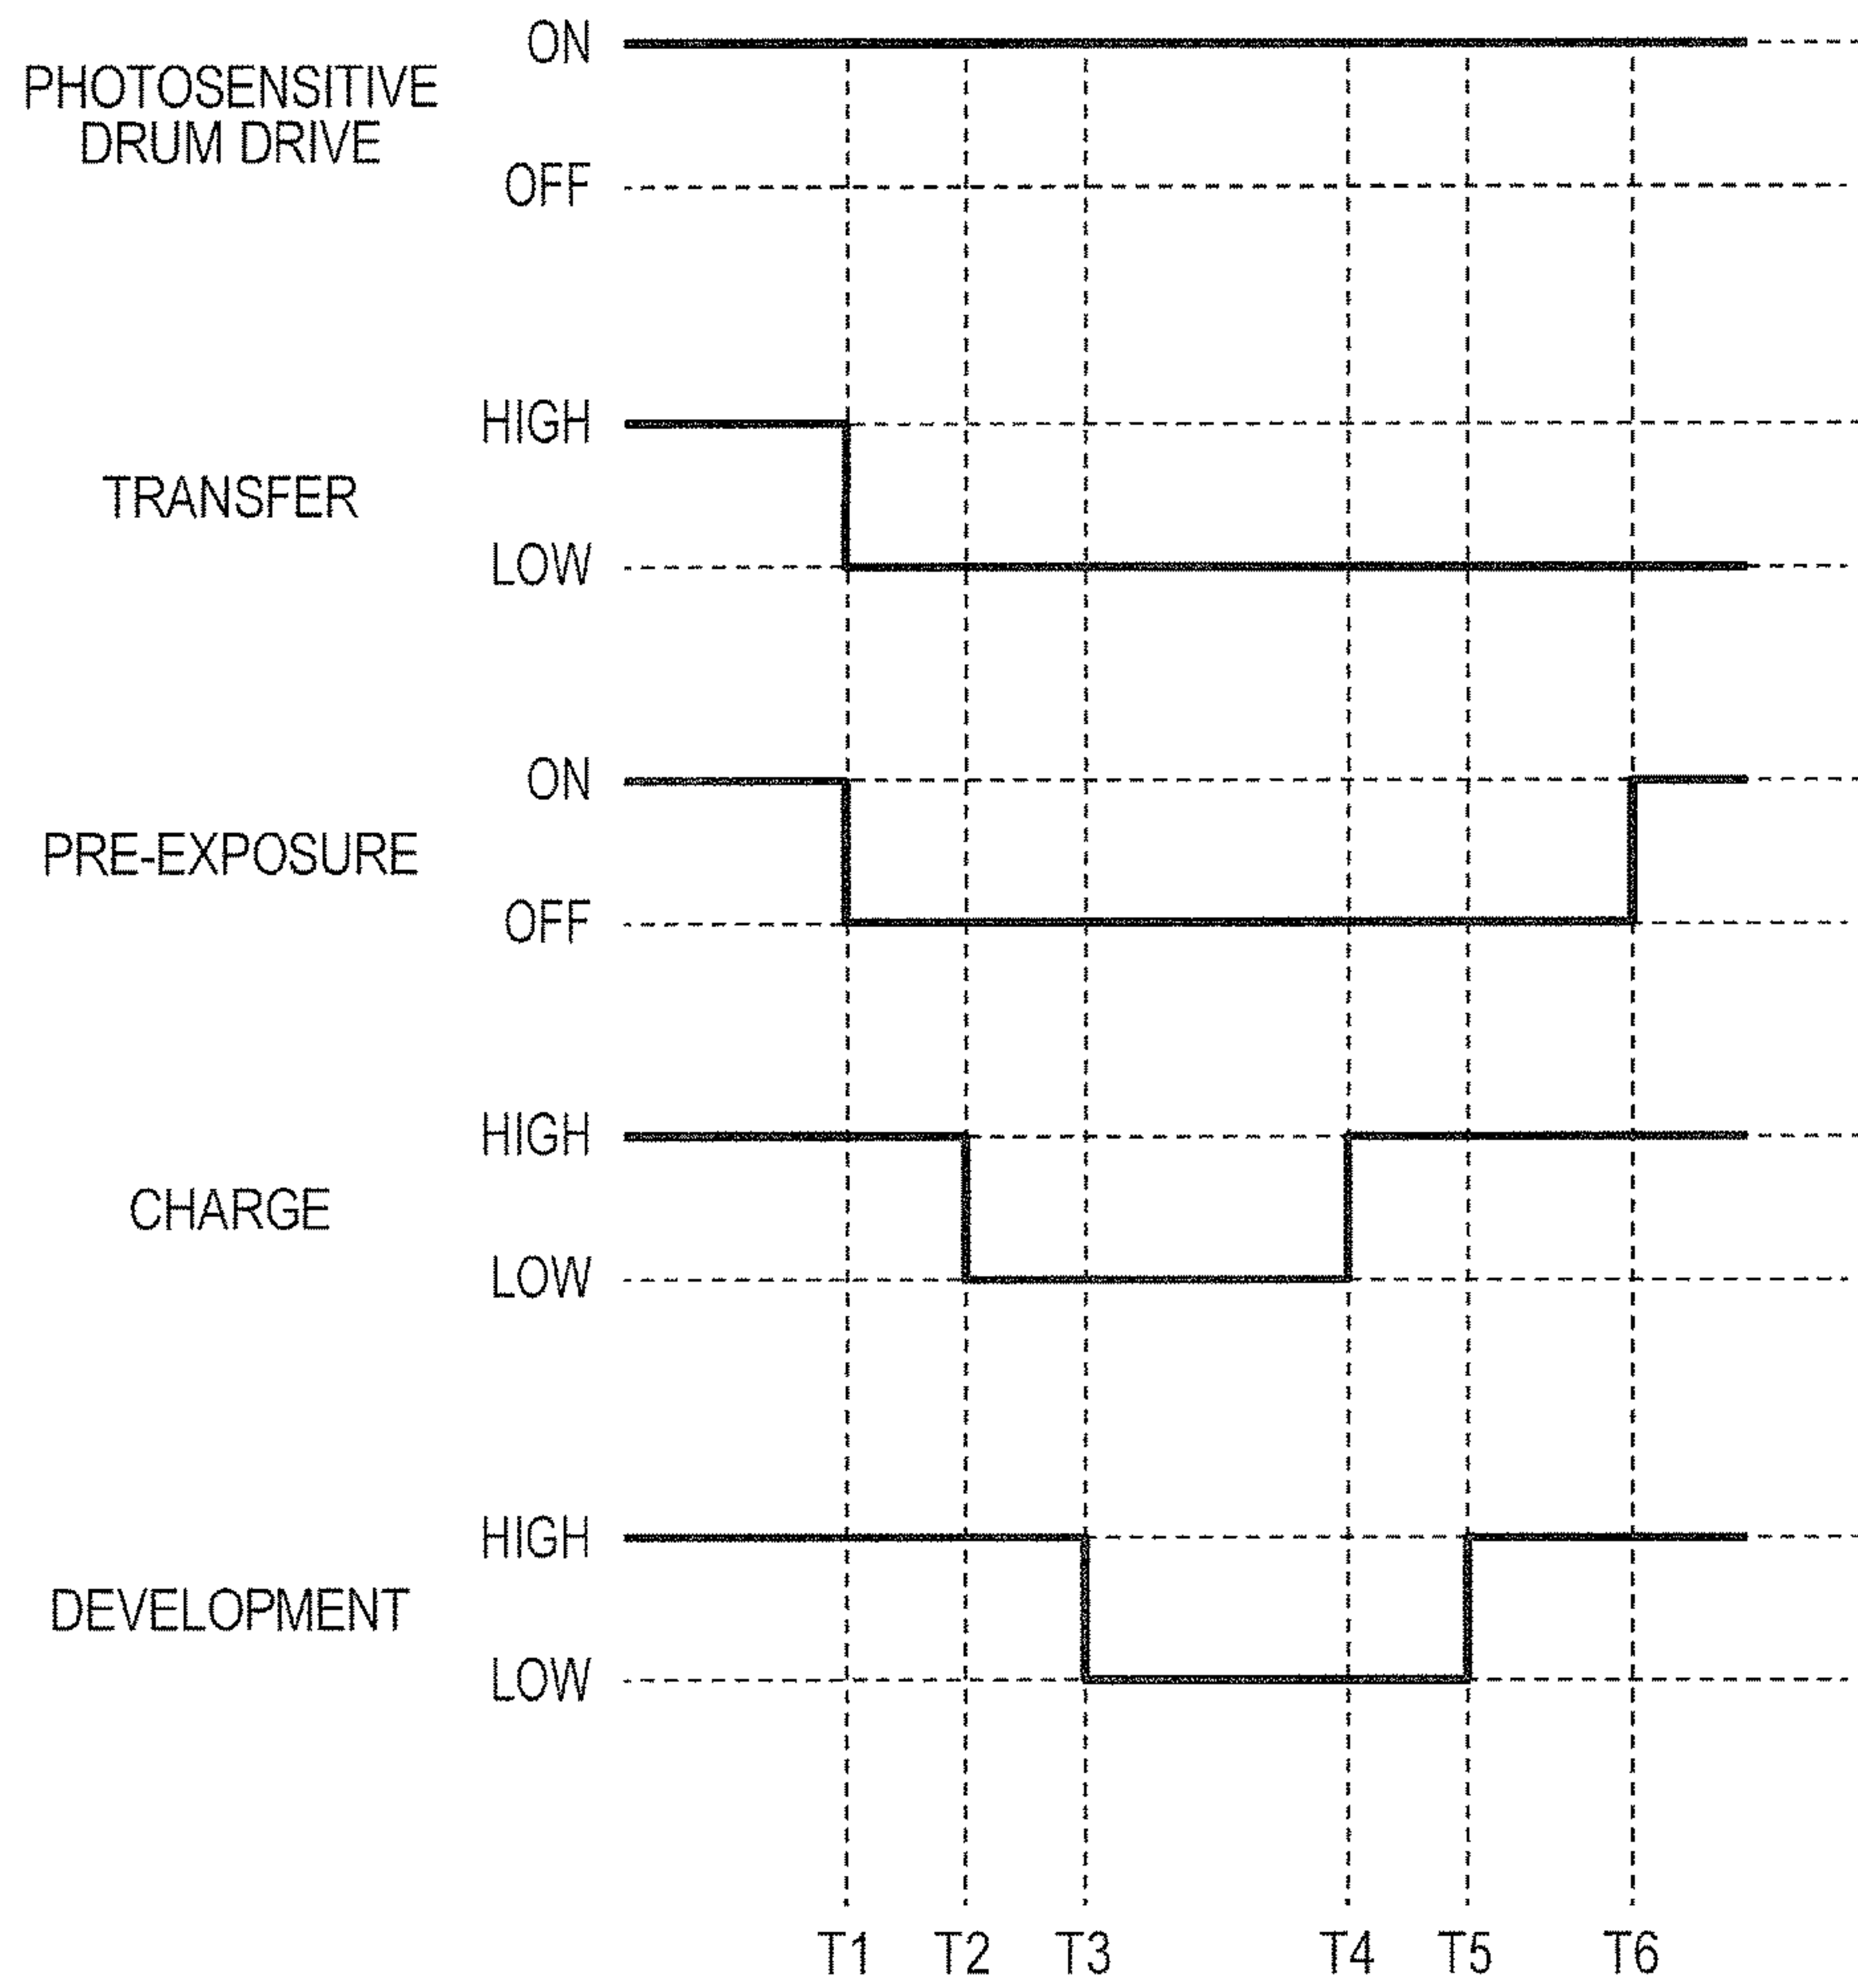 ON
PHOTOSENSITIVE
DRUM DRIVE
OFF
HIGH
TRANSFER
LOW
ON
PRE-EXPOSURE
OFF
HIGH
CHARGE
LOW
HIGH
DEVELOPMENT
LOW
T1 T2 T3 T4 T5 T6